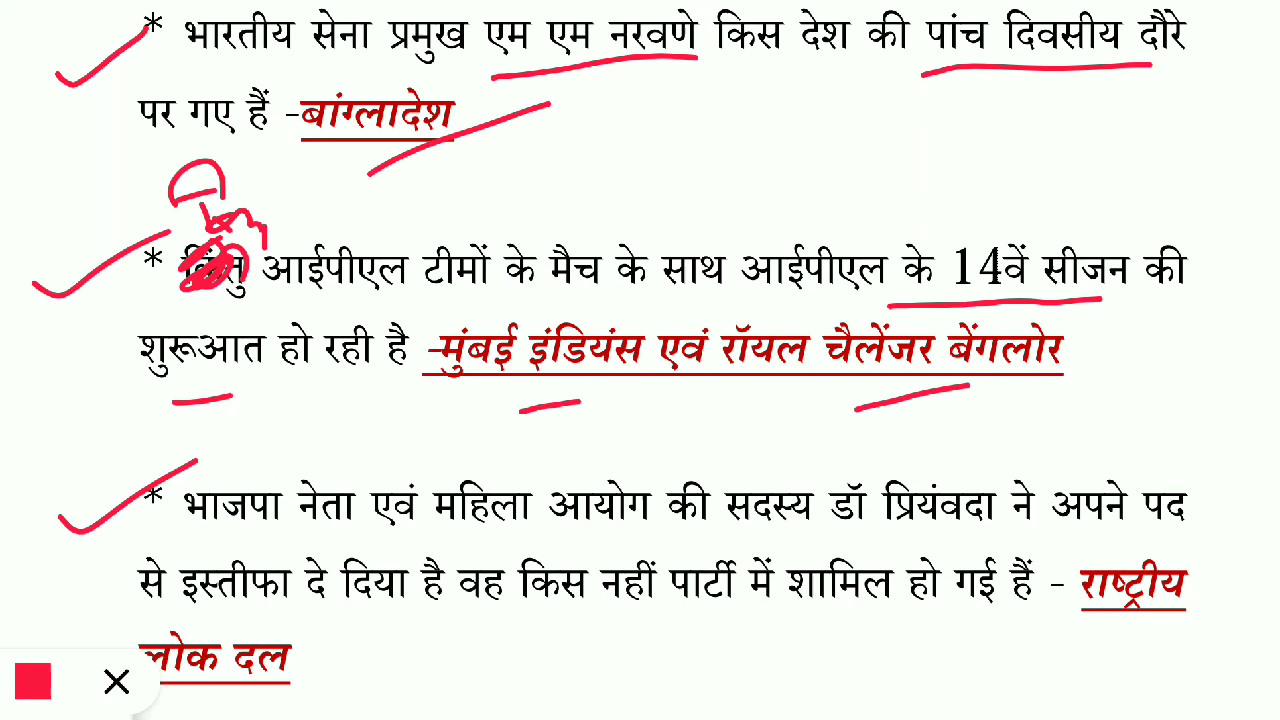 * भारतीय सेना प्रमुख एम एम नरवणे किस देश की पांच दिवसीय दौरे
पर गए हैं -बांग्लादेश
* आईपीएल टीमों के मैच के साथ आईपीएल के 14वें सीजन की
शुरूआत हो रही है -मुंबई इंडियंस एवं रॉयल चैलेंजर बेंगलोर
* भाजपा नेता एवं महिला आयोग की सदस्य डॉ प्रियंवदा ने अपने पद
से इस्तीफा दे दिया है वह किस नहीं पार्टी में शामिल हो गई हैं - राष्ट्रीय
लोक दल